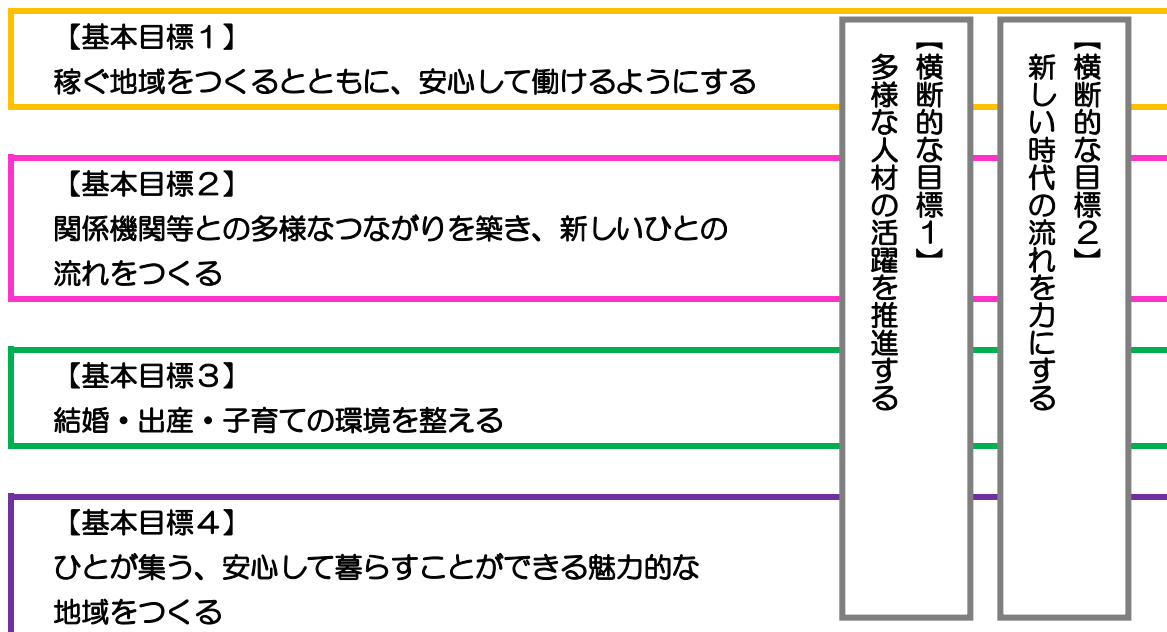 【基本目標１】
稼ぐ地域をつくるとともに、安心して働けるようにする
【基本目標２】
関係機関等との多様なつながりを築き、新しいひとの
流れをつくる
【基本目標３】
結婚・出産・子育ての環境を整える
【基本目標４】
ひとが集う、安心して暮らすことができる魅力的な
地域をつくる
【横断的な目標２】
新しい時代の流れを力にする
【横断的な目標１】
多様な人材の活躍を推進する